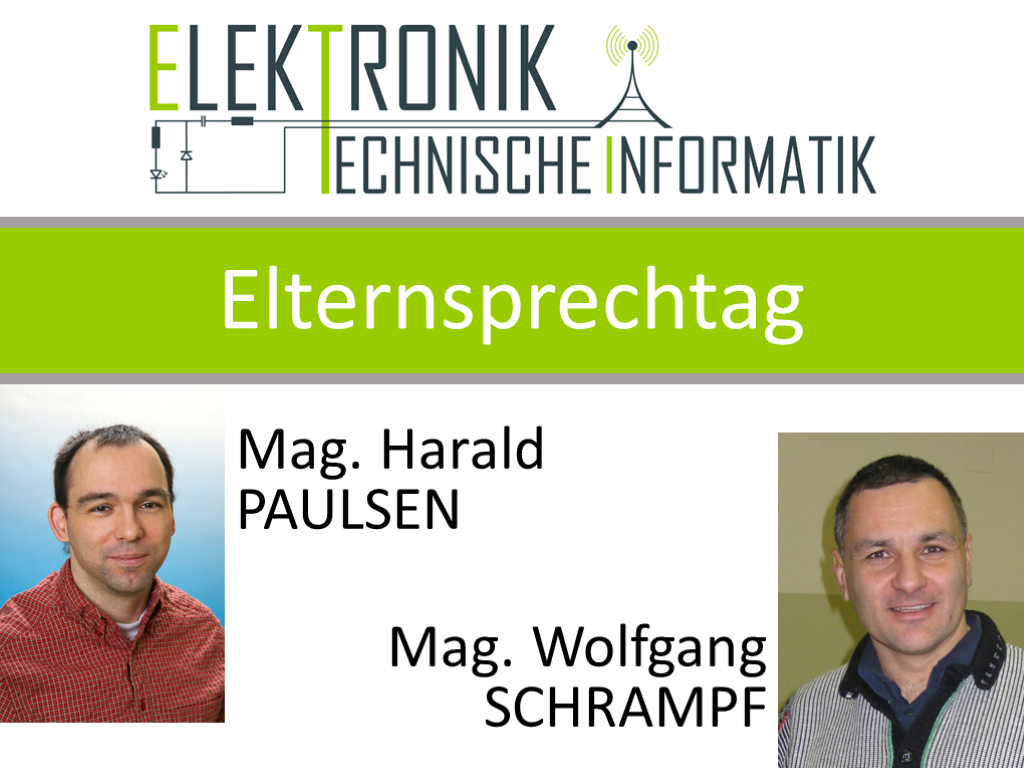 ELEKTRONIK
TECHNISCHE INFORMATIK
Elternsprechtag
Mag. Harald
PAULSEN
Mag. Wolfgang
SCHRAMPF